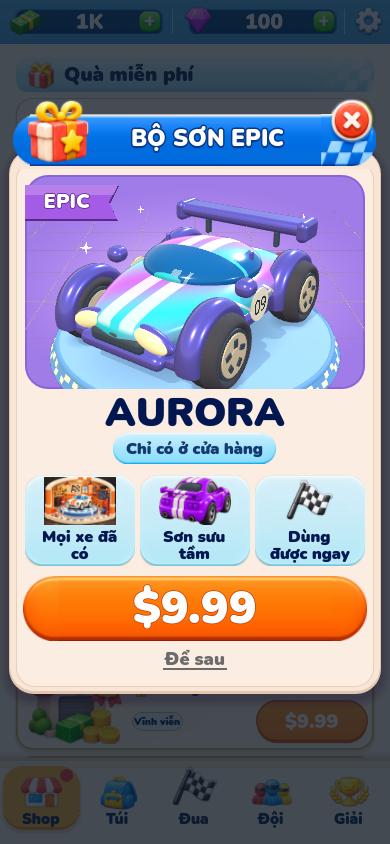 1K
100
Quà miễn phí
BỘ SƠN EPIC
EPIC
09
AURORA
Chỉ có ở cửa hàng
Mọi xe đã
có
Sơn sưu
tầm
Dùng
được ngay
$9.99
Để sau
Vĩnh viễn
$9.99
Shop
Túi
Đua
Đội
Giải